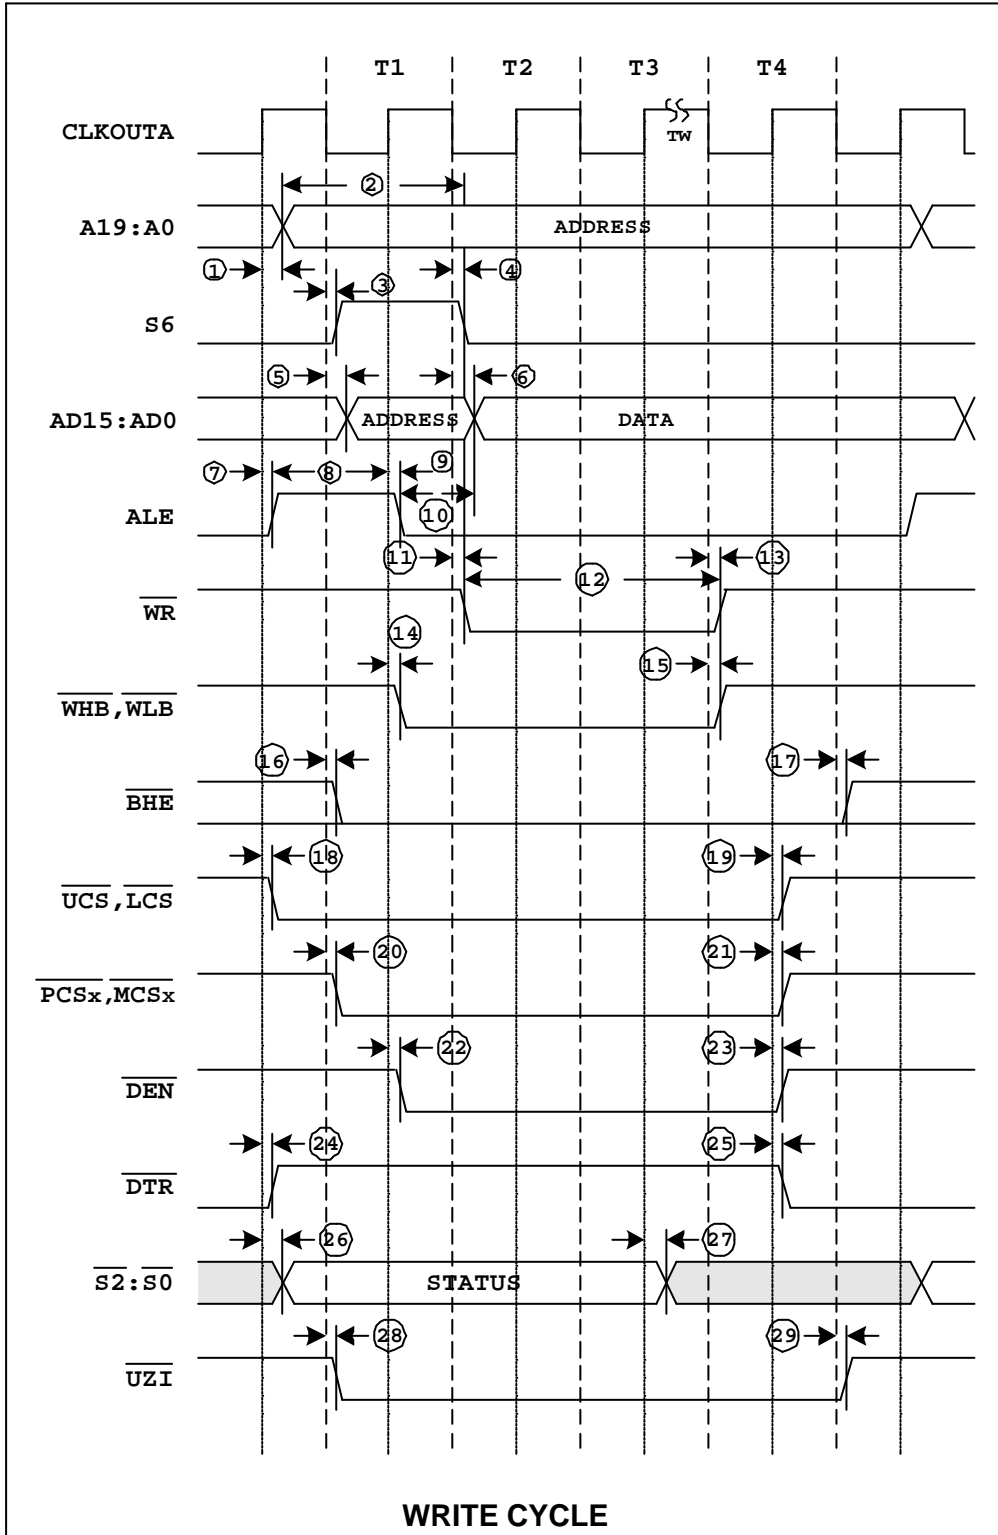 T1 T2 T3 T4
CLKOUTA
TW
2
A19:A0
ADDRESS
1
4
3
S6
5
6
AD15:AD0
ADDRESS
DATA
7
8
9
ALE
10
11
12
13
WR
14
15
WHB,WLB
16
17
BHE
18
19
UCS,LCS
20
21
PCSx,MCSx
22
23
DEN
24
25
DTR
26
27
S2:S0
STATUS
28
29
UZI
WRITE CYCLE